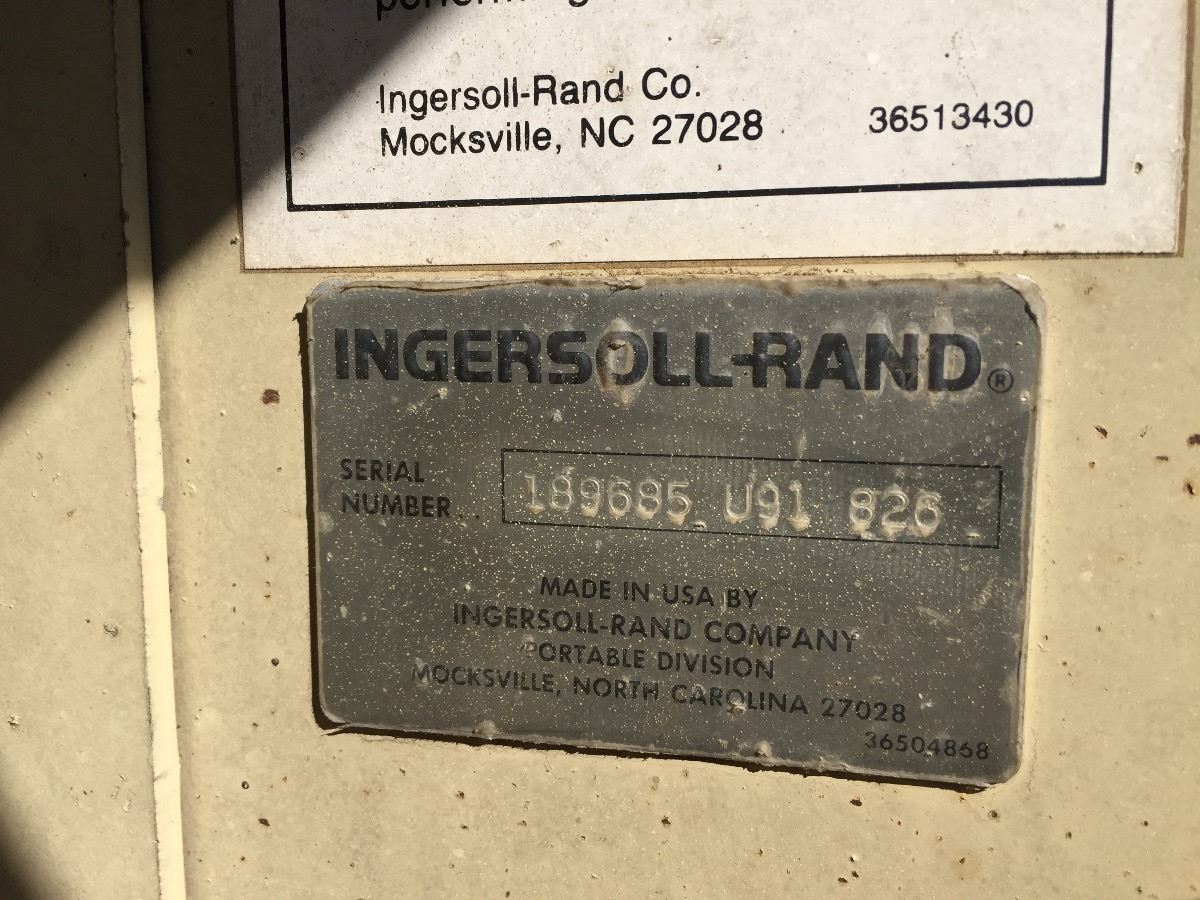 Ingersoll-Rand Co.
Mocksville, NC 27028
36513430
INGERSOLL-RAND®
SERIAL
NUMBER . .
189685 U91 826
MADE IN USA BY
INGERSOLL-RAND COMPANY
PORTABLE DIVISION
MOCKSVILLE, NORTH CAROLINA 27028
36504868